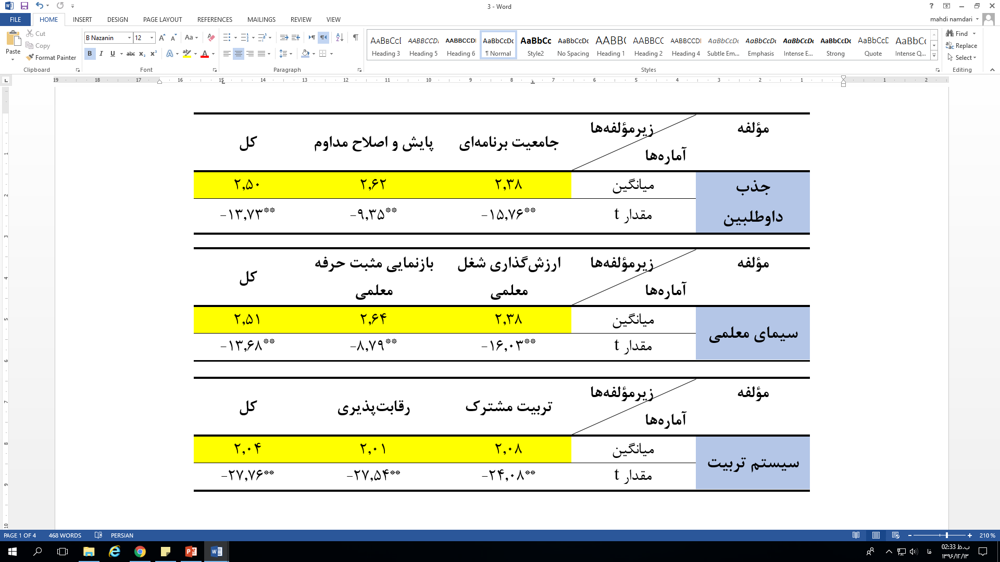 3 - Word
FILE HOME INSERT DESIGN PAGE LAYOUT REFERENCES MAILINGS REVIEW VIEW
mahdi namdari
Paste
Cut
Copy
Format Painter
Clipboard
B Nazanin 12
Font
Paragraph
AaBbCcD AABBCCDI AABBCCDI AaBbCcDc AaBbCc AaBbCcDc AABBC AABBCC AABBCCDI AaBbCcDc AaBbCcDc AaBbCcDc AaBbCcDc AaBbCcD AaBbCc
Heading 3 Heading 5 Heading 6 ¶ Normal Style2 No Spacing Heading 1 Heading 2 Heading 4 Subtle Em... Emphasis Intense E... Strong Quote Intense Q...
Styles
Find
Replace
Select
Editing
19 18 17 16 15 14 13 12 11 10 9 8 7 6 5 4 3 2 1 1 2
مؤلفه زیرمؤلفه‌ها آماره‌ها جامعیت برنامه‌ای پایش و اصلاح مداوم کل
جذب داوطلبین میانگین ۲,۳۸ ۲,۶۲ ۲,۵۰
مقدار t -۱۵,۷۶** -۹,۳۵** -۱۳,۷۳**
مؤلفه زیرمؤلفه‌ها آماره‌ها ارزش‌گذاری شغل معلمی بازنمایی مثبت حرفه معلمی کل
سیمای معلمی میانگین ۲,۳۸ ۲,۶۴ ۲,۵۱
مقدار t -۱۶,۰۳** -۸,۷۹** -۱۳,۶۸**
مؤلفه زیرمؤلفه‌ها آماره‌ها تربیت مشترک رقابت‌پذیری کل
سیستم تربیت میانگین ۲,۰۸ ۲,۰۱ ۲,۰۴
مقدار t -۲۴,۰۸** -۲۷,۵۴** -۲۷,۷۶**
PAGE 1 OF 4 468 WORDS PERSIAN 210 %
فا
02:33 ب.ظ
۱۳۹۶/۱۲/۱۳